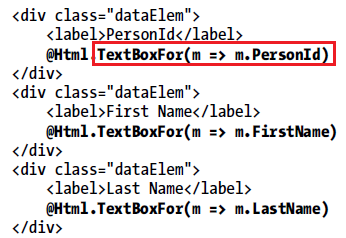 <div class="dataElem">
    <label>PersonId</label>
    @Html.TextBoxFor(m => m.PersonId)
</div>
<div class="dataElem">
    <label>First Name</label>
    @Html.TextBoxFor(m => m.FirstName)
</div>
<div class="dataElem">
    <label>Last Name</label>
    @Html.TextBoxFor(m => m.LastName)
</div>